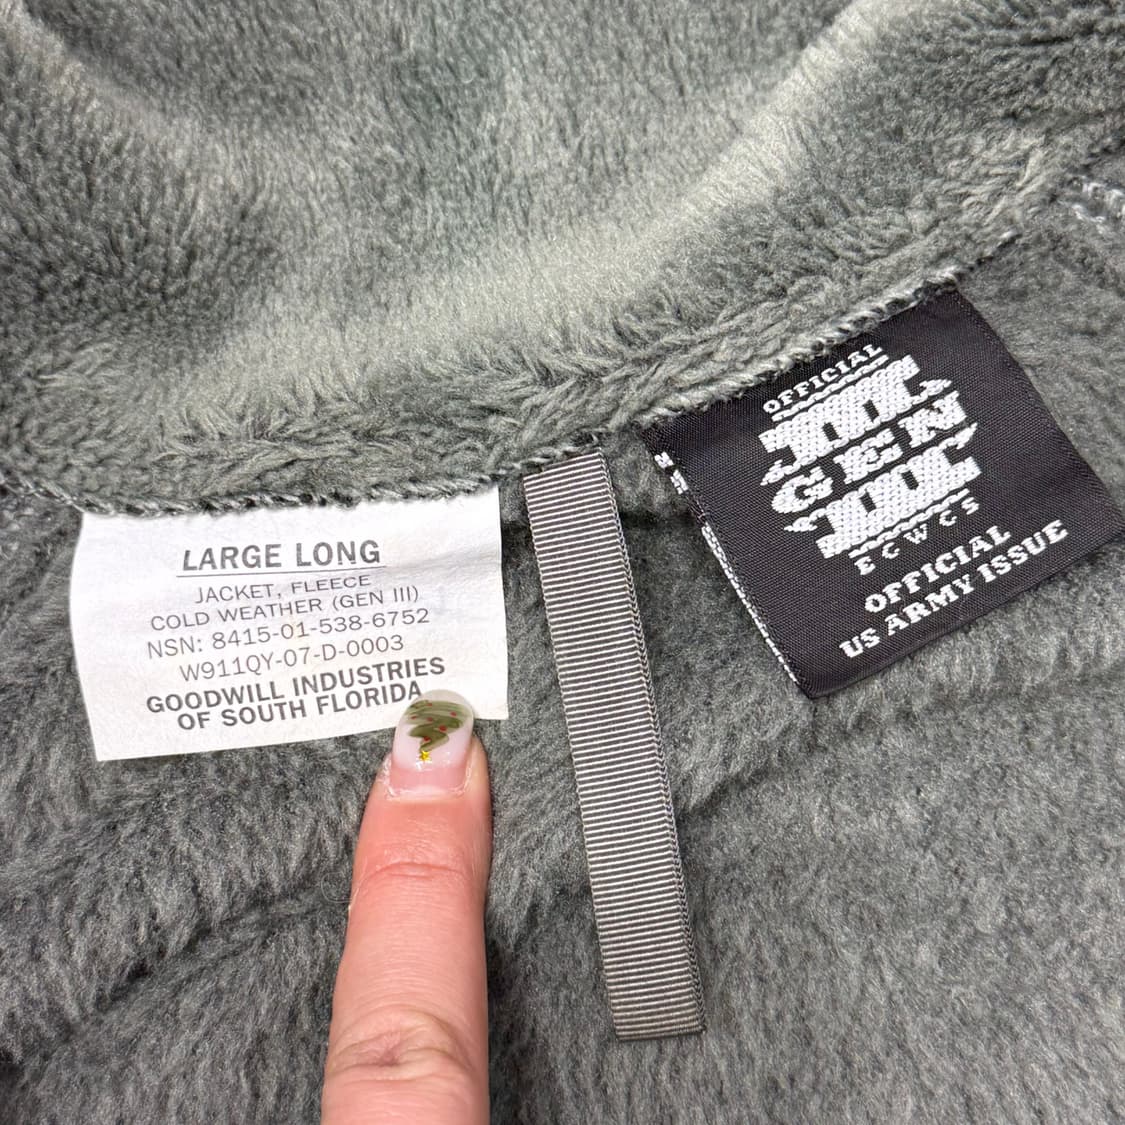 LARGE LONG
JACKET, FLEECE
COLD WEATHER (GEN III)
NSN: 8415-01-538-6752
W911QY-07-D-0003
GOODWILL INDUSTRIES
OF SOUTH FLORIDA
OFFICIAL
GEN
III
ECWCS
OFFICIAL
US ARMY ISSUE